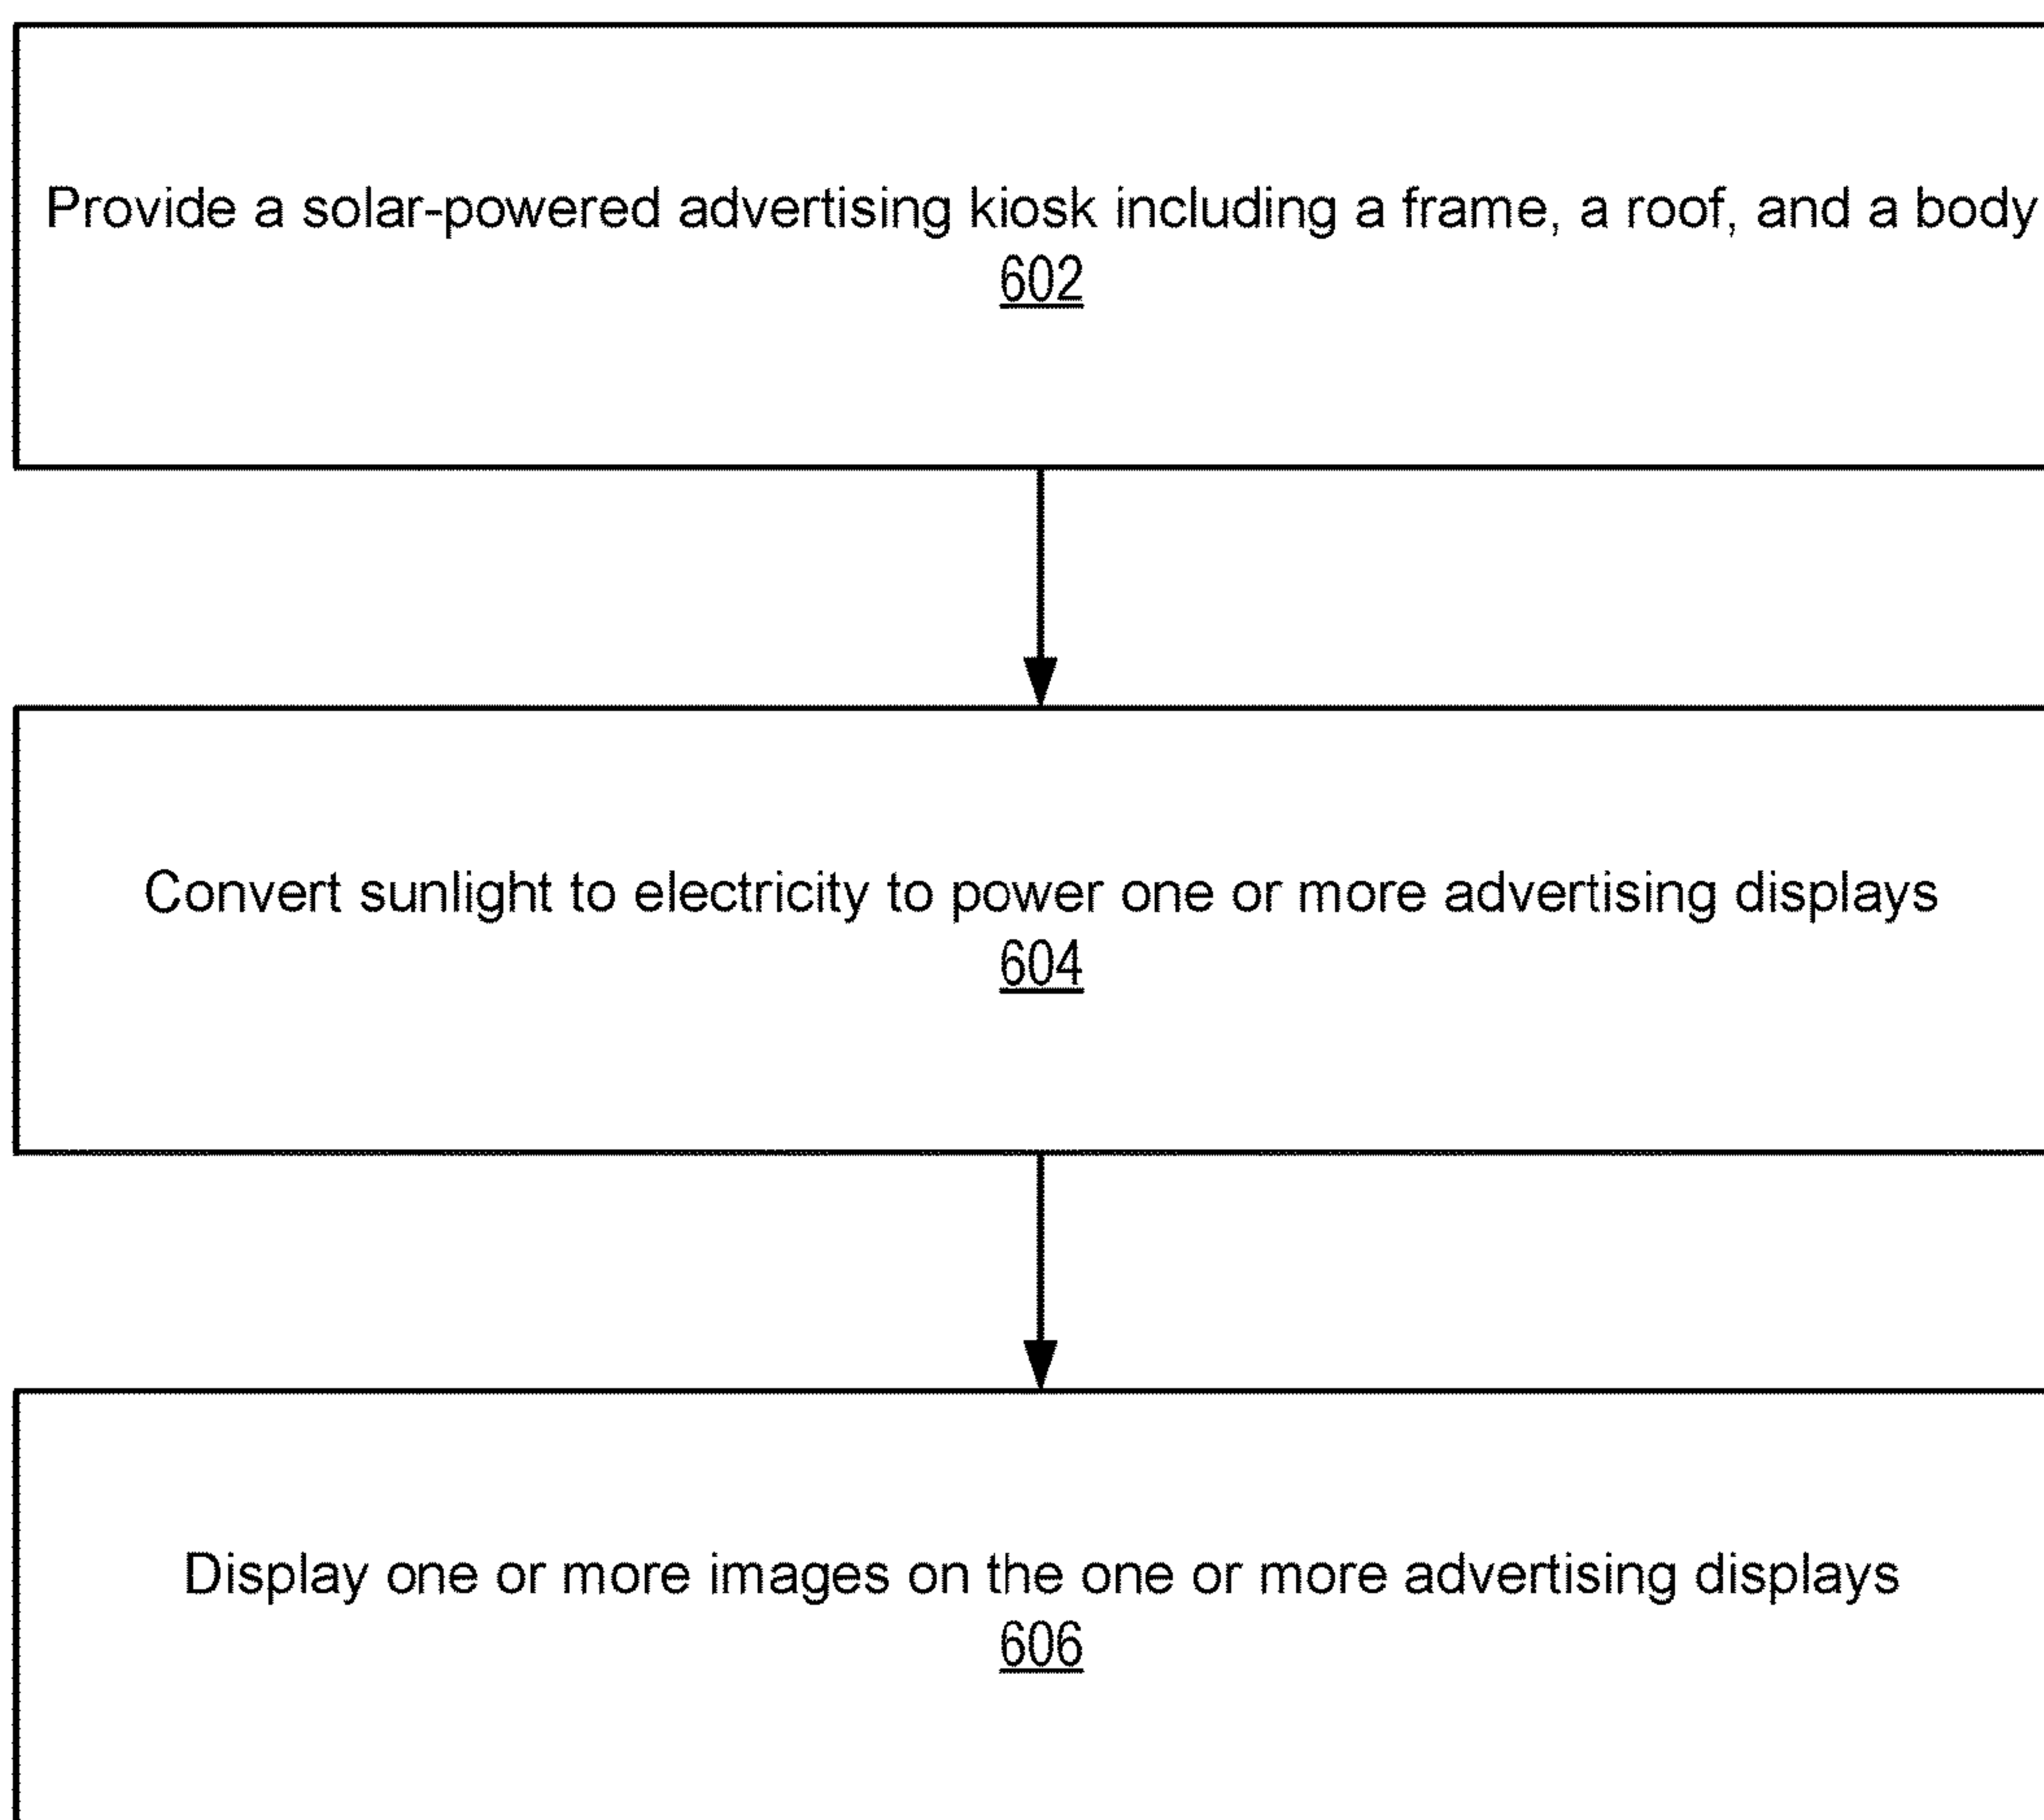 Provide a solar-powered advertising kiosk including a frame, a roof, and a body
602
Convert sunlight to electricity to power one or more advertising displays
604
Display one or more images on the one or more advertising displays
606